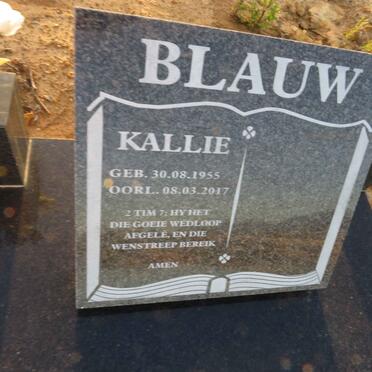 BLAUW
KALLIE
GEB. 30.08.1955
OORL. 08.03.2017
2 TIM 7; HY HET
DIE GOEIE WEDLOOP
AFGELÊ, EN DIE
WENSTREEP BEREIK
AMEN